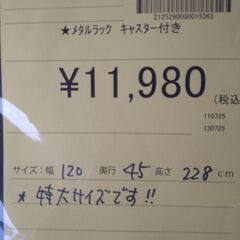 2125290000015363
★メタルラック キャスター付き
¥11,980
(税込
110725
130725
サイズ:幅 120 奥行 45 高さ 228 cm
* 特大サイズです!!